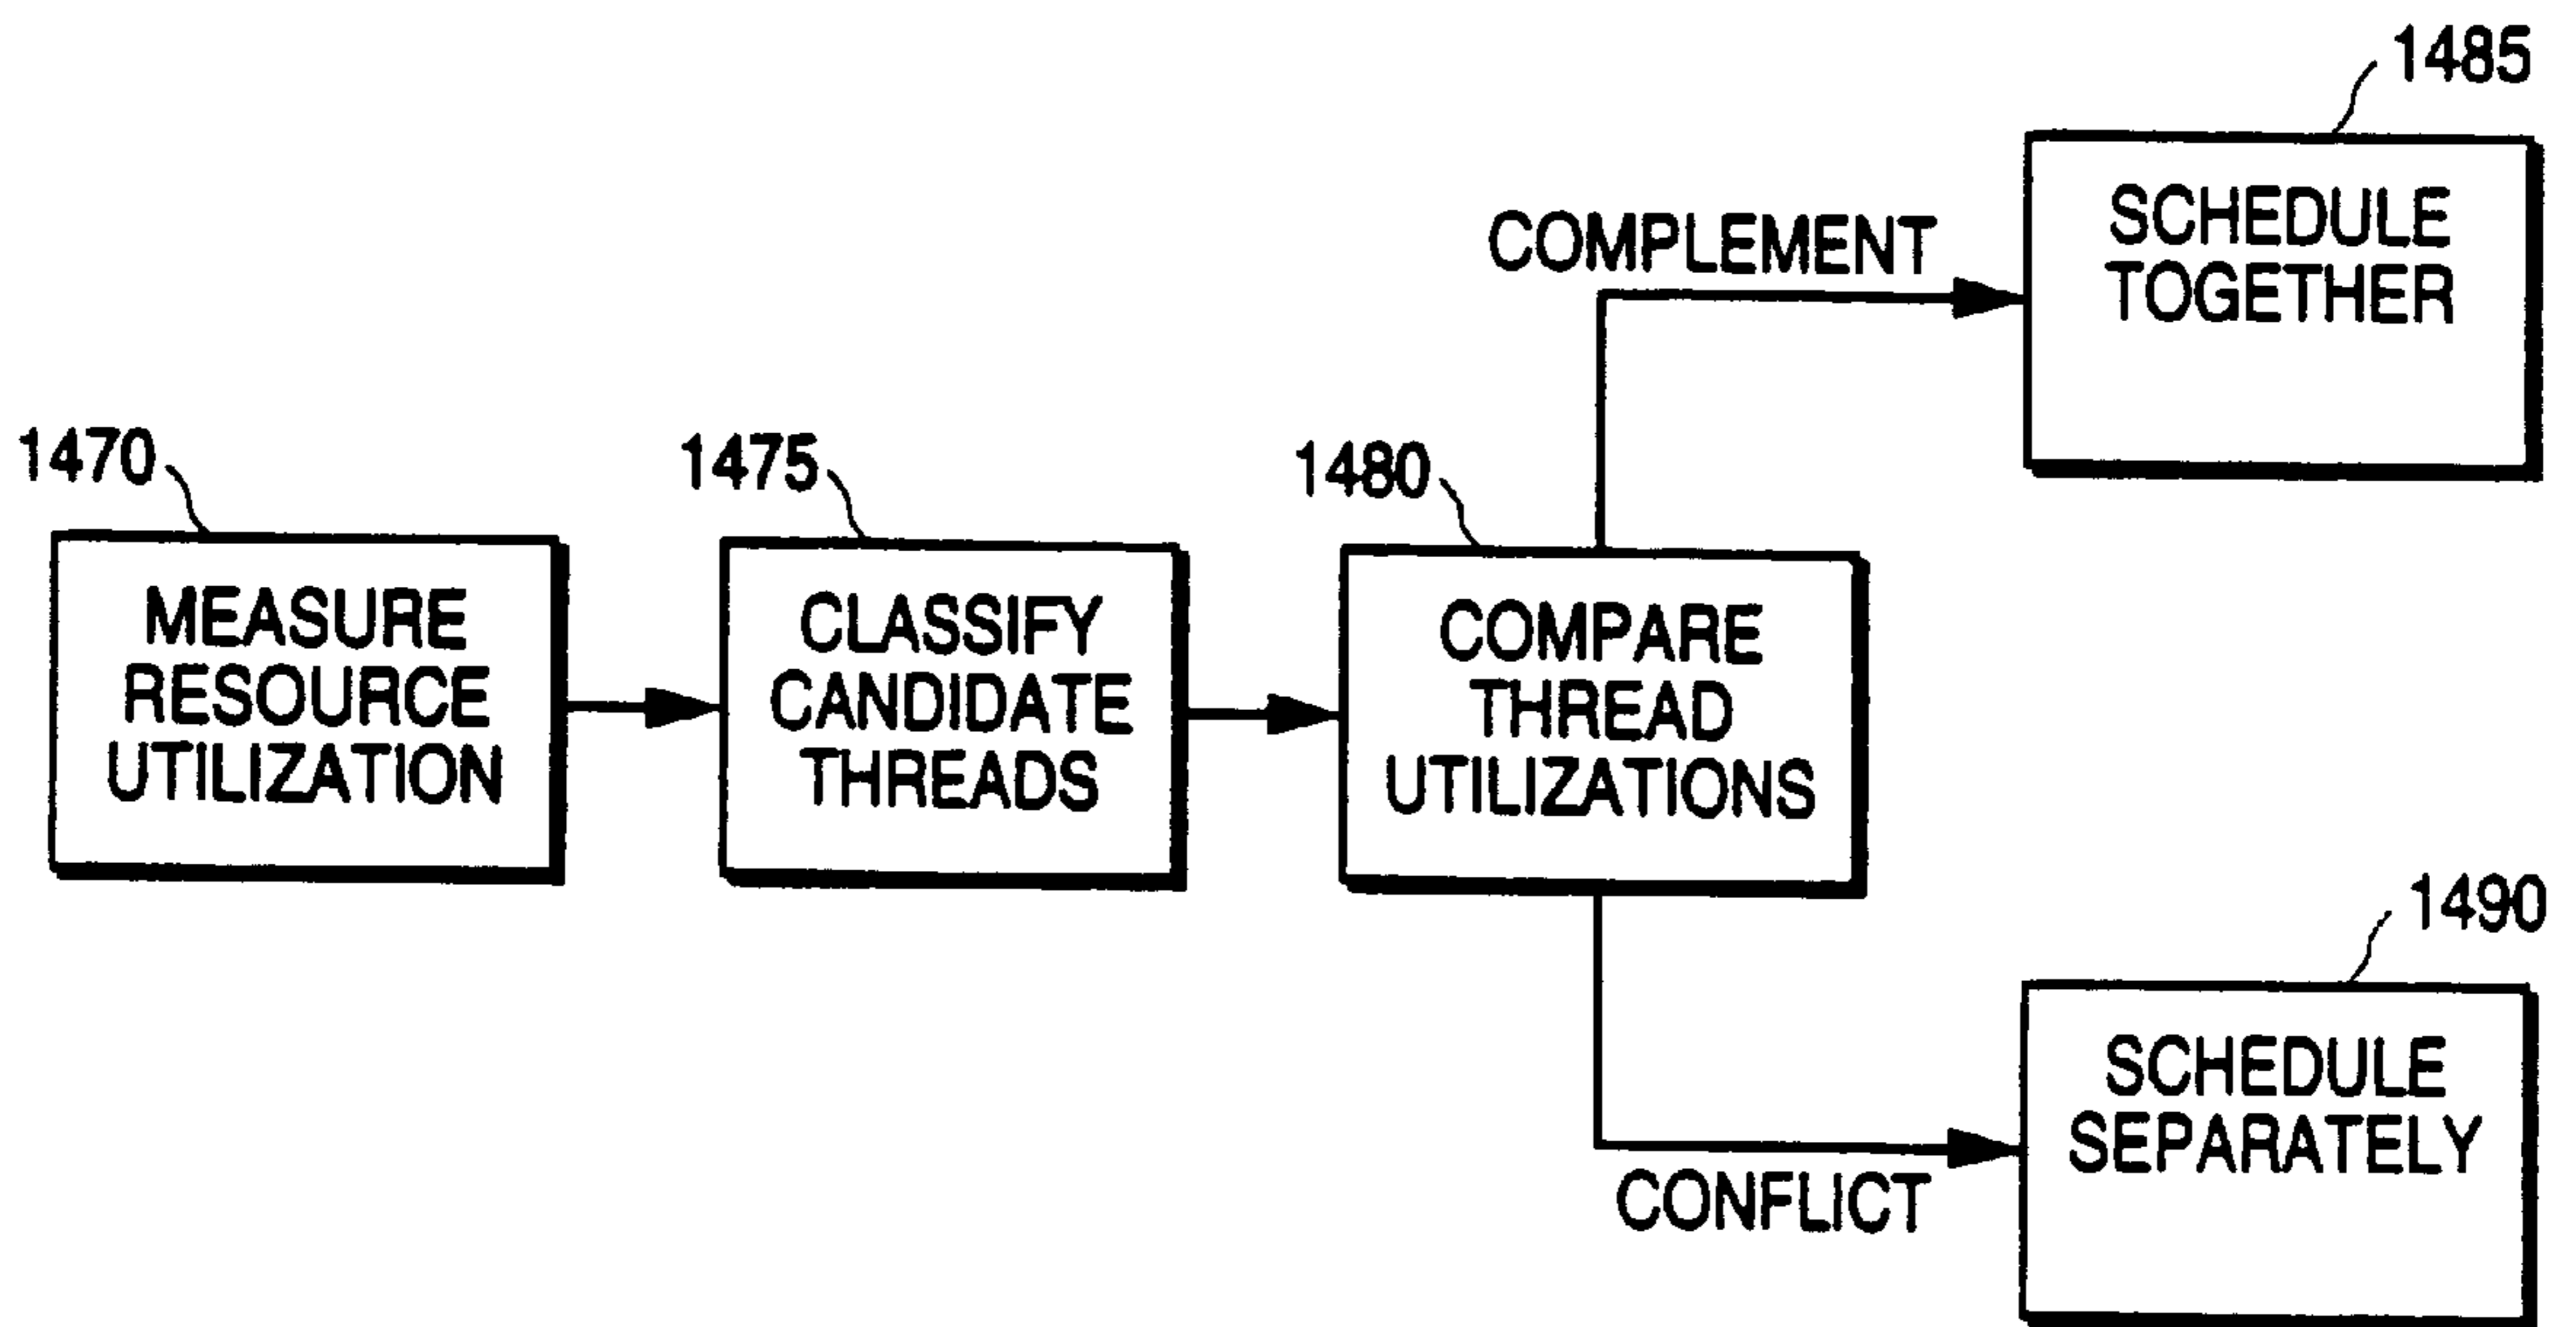 1485
SCHEDULE
TOGETHER
COMPLEMENT
1470
MEASURE
RESOURCE
UTILIZATION
1475
CLASSIFY
CANDIDATE
THREADS
1480
COMPARE
THREAD
UTILIZATIONS
1490
SCHEDULE
SEPARATELY
CONFLICT